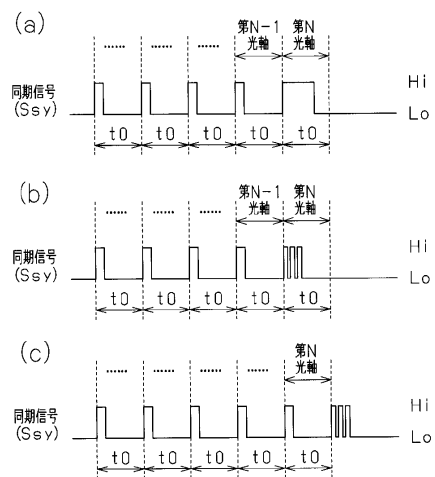 (a)
第N-1 第N
光軸 光軸
…… …… ……
同期信号 Hi
(Ssy) Lo
t0 t0 t0 t0 t0
(b)
第N-1 第N
光軸 光軸
…… …… ……
同期信号 Hi
(Ssy) Lo
t0 t0 t0 t0 t0
(c)
第N
光軸
…… …… …… ……
同期信号 Hi
(Ssy) Lo
t0 t0 t0 t0 t0